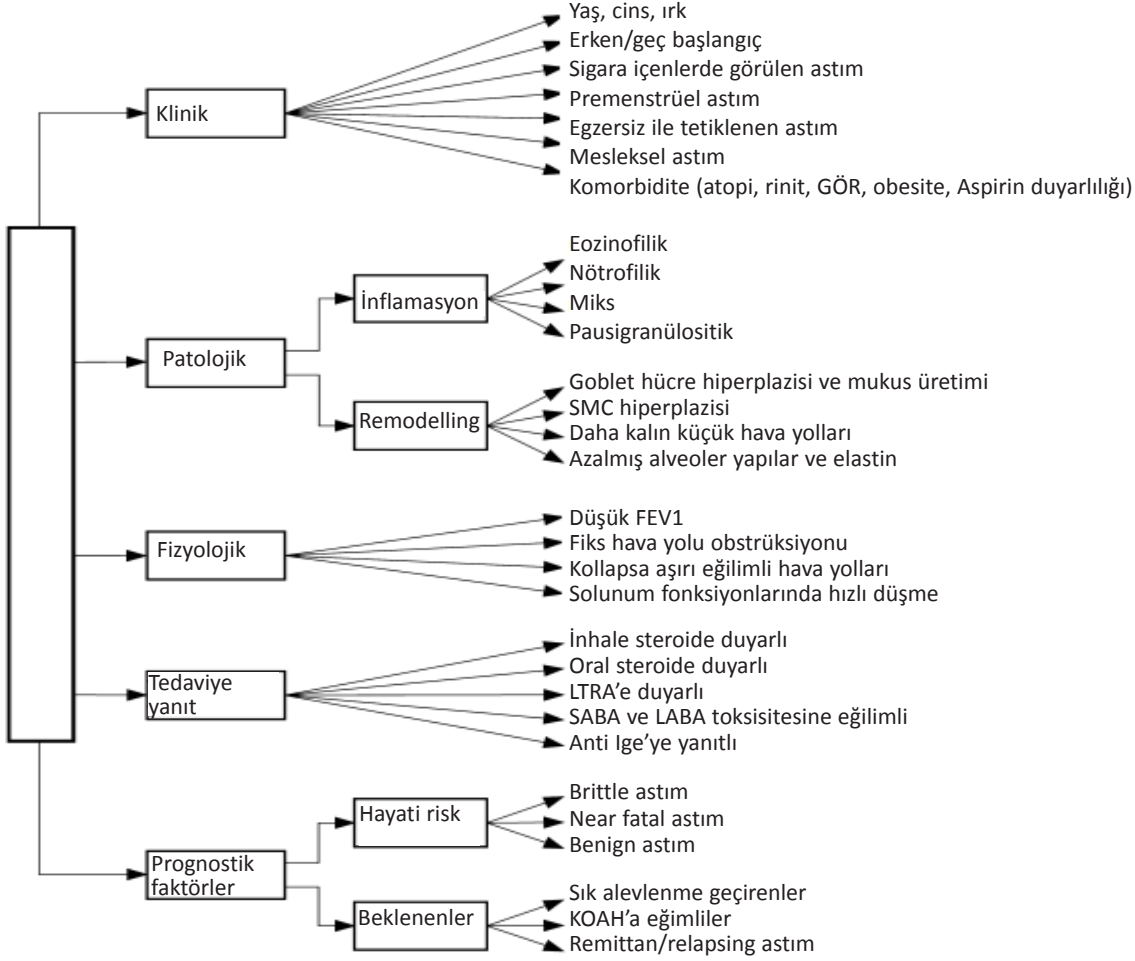 Klinik
Yaş, cins, ırk
Erken/geç başlangıç
Sigara içenlerde görülen astım
Premenstrüel astım
Egzersiz ile tetiklenen astım
Mesleksel astım
Komorbidite (atopi, rinit, GÖR, obesite, Aspirin duyarlılığı)
Patolojik
İnflamasyon
Eozinofilik
Nötrofilik
Miks
Pausigranülositik
Remodelling
Goblet hücre hiperplazisi ve mukus üretimi
SMC hiperplazisi
Daha kalın küçük hava yolları
Azalmış alveoler yapılar ve elastin
Fizyolojik
Düşük FEV1
Fiks hava yolu obstrüksiyonu
Kollapsa aşırı eğilimli hava yolları
Solunum fonksiyonlarında hızlı düşme
Tedaviye
yanıt
İnhale steroide duyarlı
Oral steroide duyarlı
LTRA’e duyarlı
SABA ve LABA toksisitesine eğilimli
Anti Ige’ye yanıtlı
Prognostik
faktörler
Hayati risk
Brittle astım
Near fatal astım
Benign astım
Beklenenler
Sık alevlenme geçirenler
KOAH’a eğimliler
Remittan/relapsing astım